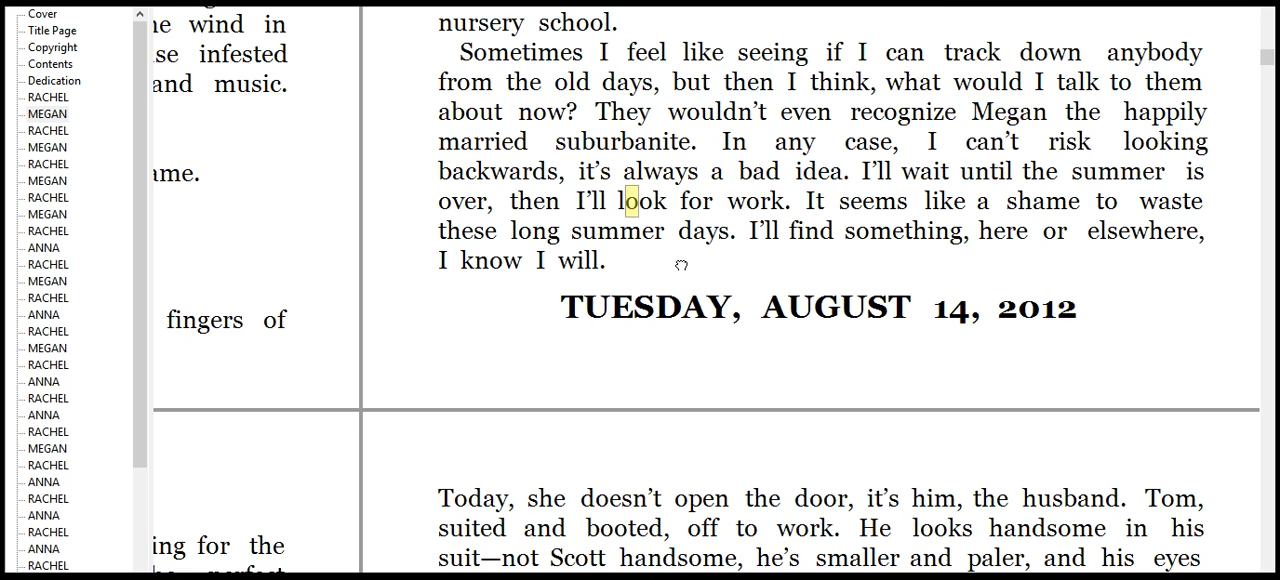 Cover
Title Page
Copyright
Contents
Dedication
RACHEL
MEGAN
RACHEL
MEGAN
RACHEL
MEGAN
RACHEL
MEGAN
RACHEL
ANNA
RACHEL
MEGAN
RACHEL
ANNA
RACHEL
MEGAN
RACHEL
ANNA
RACHEL
ANNA
RACHEL
MEGAN
RACHEL
ANNA
RACHEL
ANNA
RACHEL
ANNA
RACHEL
wind in
infested
and music.
fingers of
for the
nursery school.
Sometimes I feel like seeing if I can track down anybody
from the old days, but then I think, what would I talk to them
about now? They wouldn’t even recognize Megan the happily
married suburbanite. In any case, I can’t risk looking
backwards, it’s always a bad idea. I’ll wait until the summer is
over, then I’ll look for work. It seems like a shame to waste
these long summer days. I’ll find something, here or elsewhere,
I know I will.
TUESDAY, AUGUST 14, 2012
Today, she doesn’t open the door, it’s him, the husband. Tom,
suited and booted, off to work. He looks handsome in his
suit—not Scott handsome, he’s smaller and paler, and his eyes